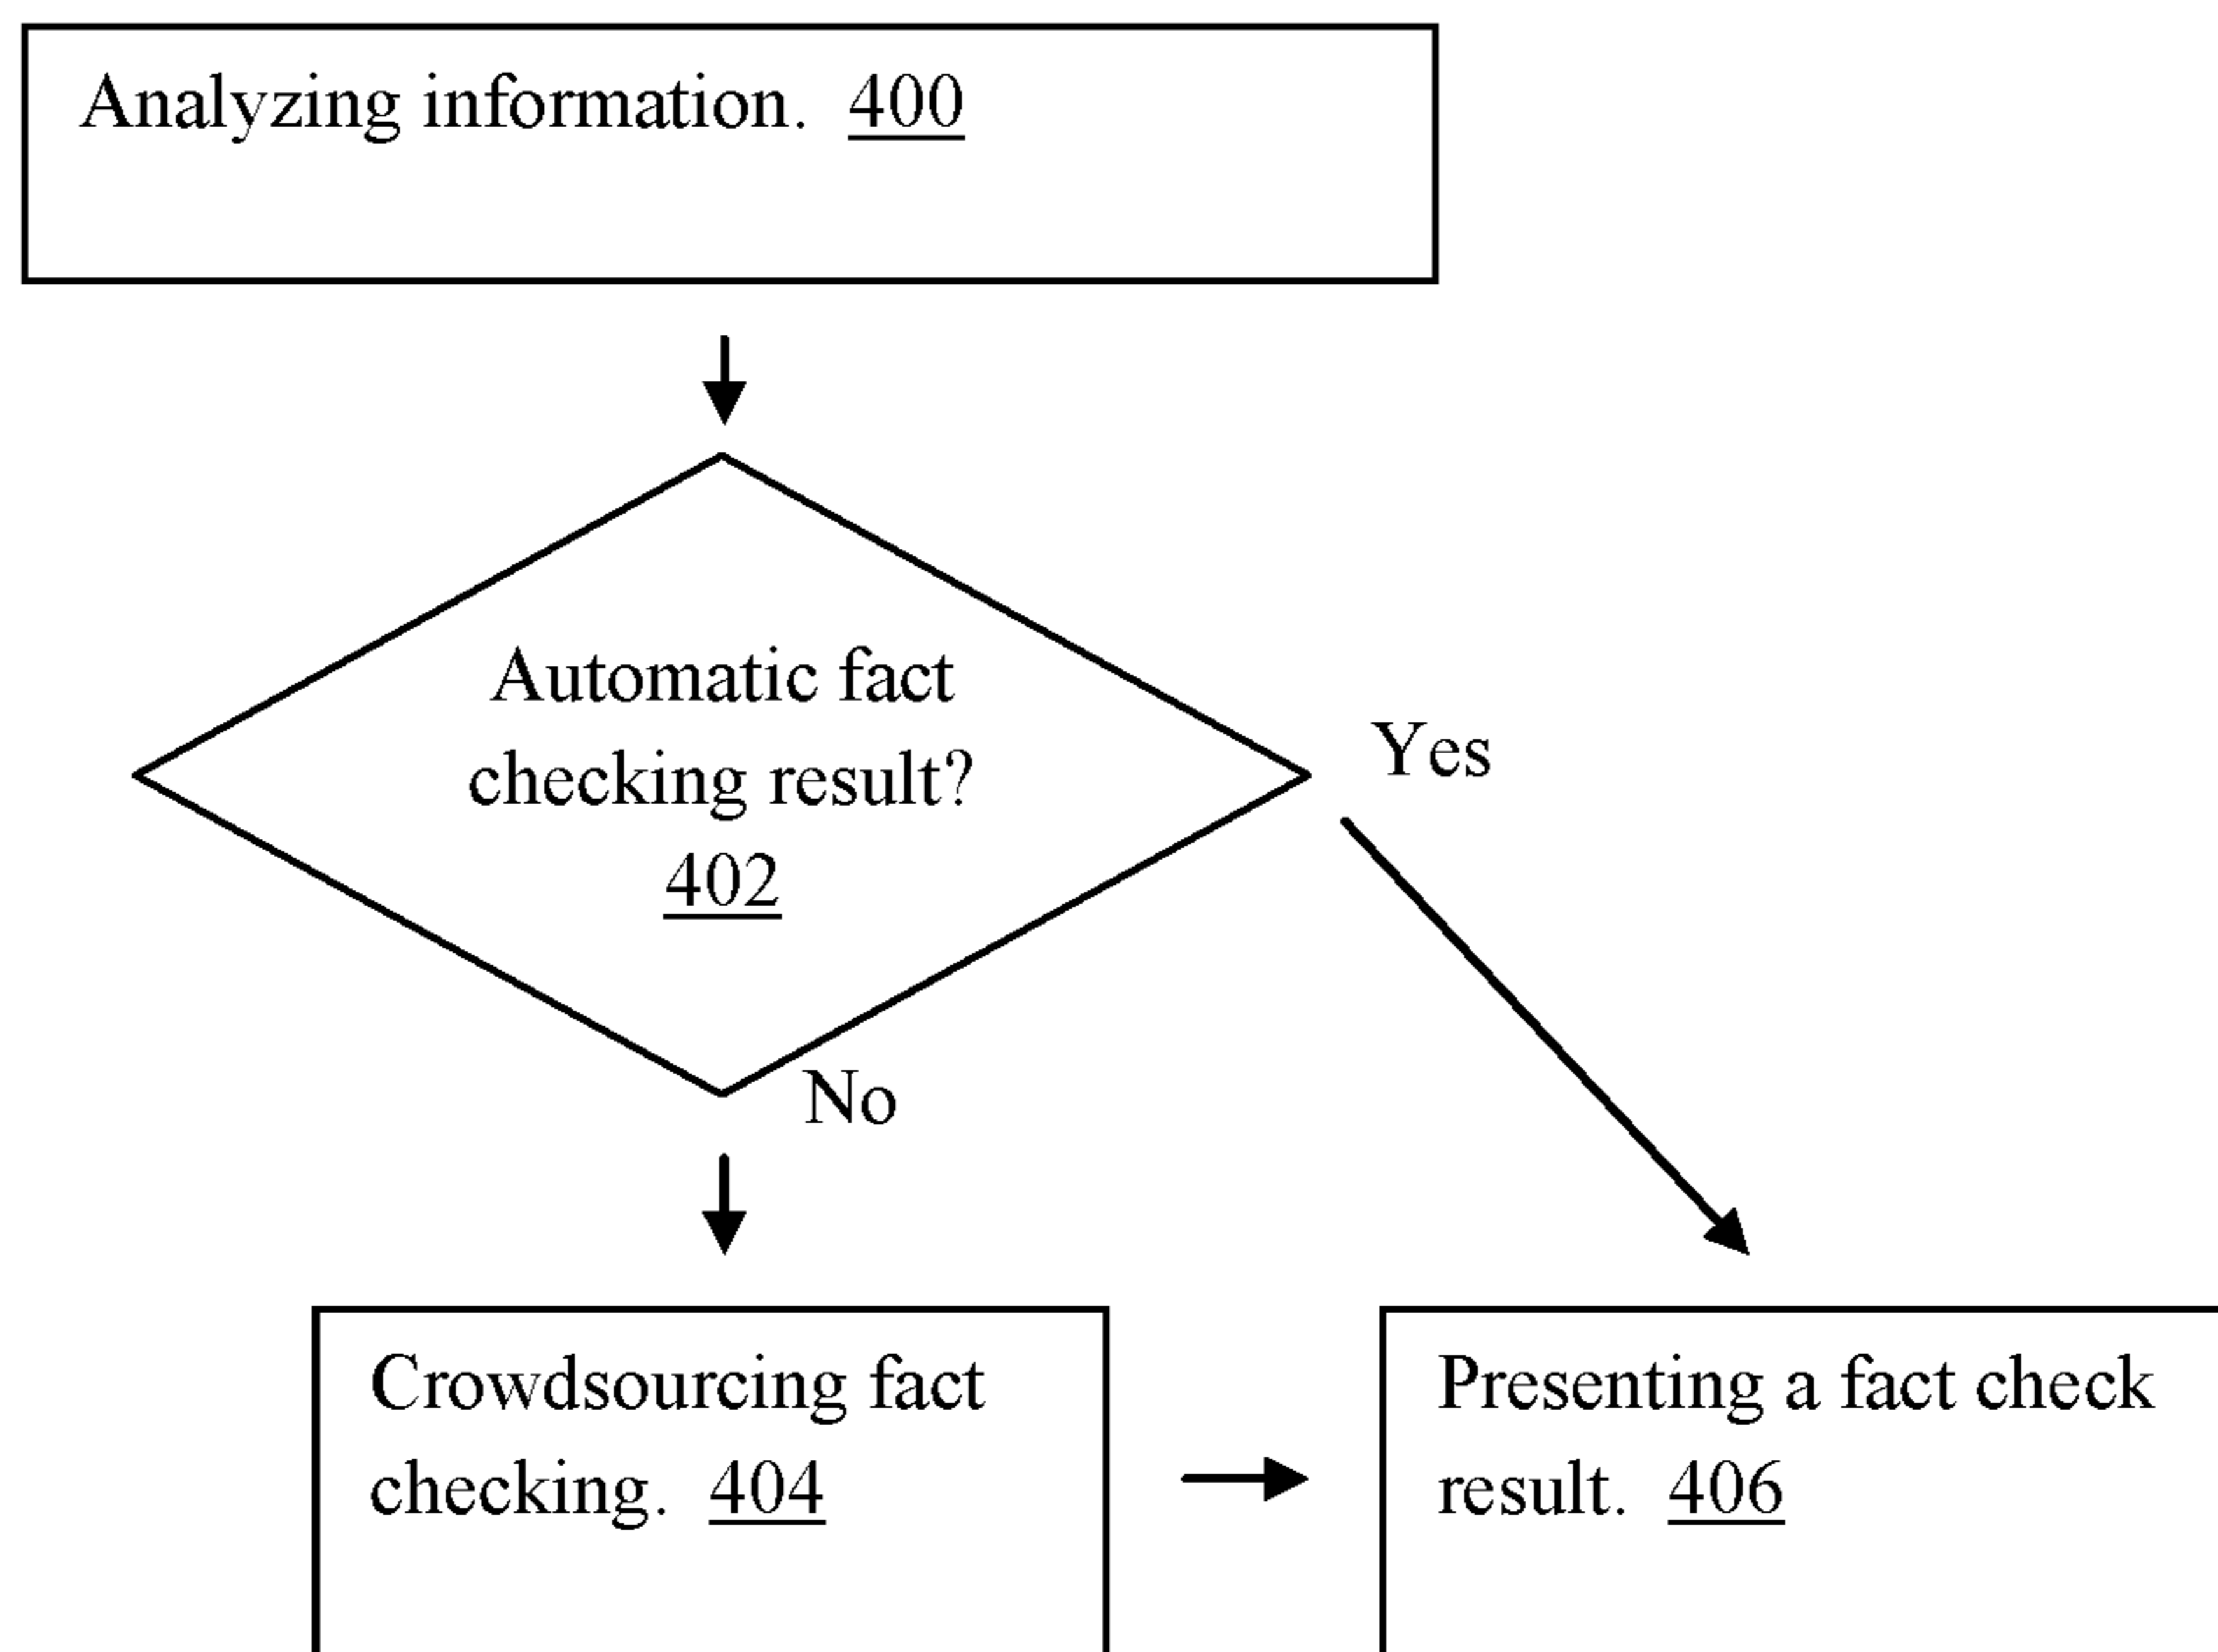 Analyzing information. 400
Automatic fact
checking result?
402
Yes
No
Crowdsourcing fact
checking. 404
Presenting a fact check
result. 406